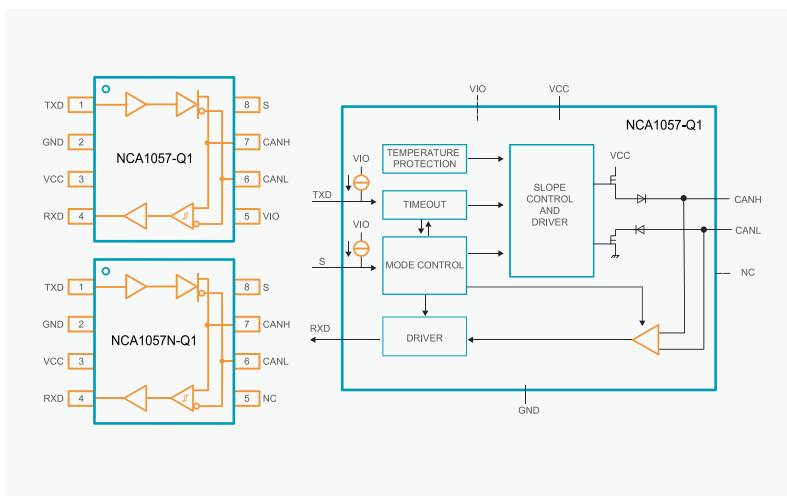 TXD 1
8 S
GND 2
7 CANH
NCA1057-Q1
VCC 3
6 CANL
RXD 4
5 VIO
TXD 1
8 S
GND 2
7 CANH
NCA1057N-Q1
VCC 3
6 CANL
RXD 4
5 NC
VIO
VCC
NCA1057-Q1
VIO
TEMPERATURE
PROTECTION
VCC
TXD
TIMEOUT
SLOPE
CONTROL
AND
DRIVER
CANH
VIO
CANL
S
MODE CONTROL
NC
RXD
DRIVER
GND